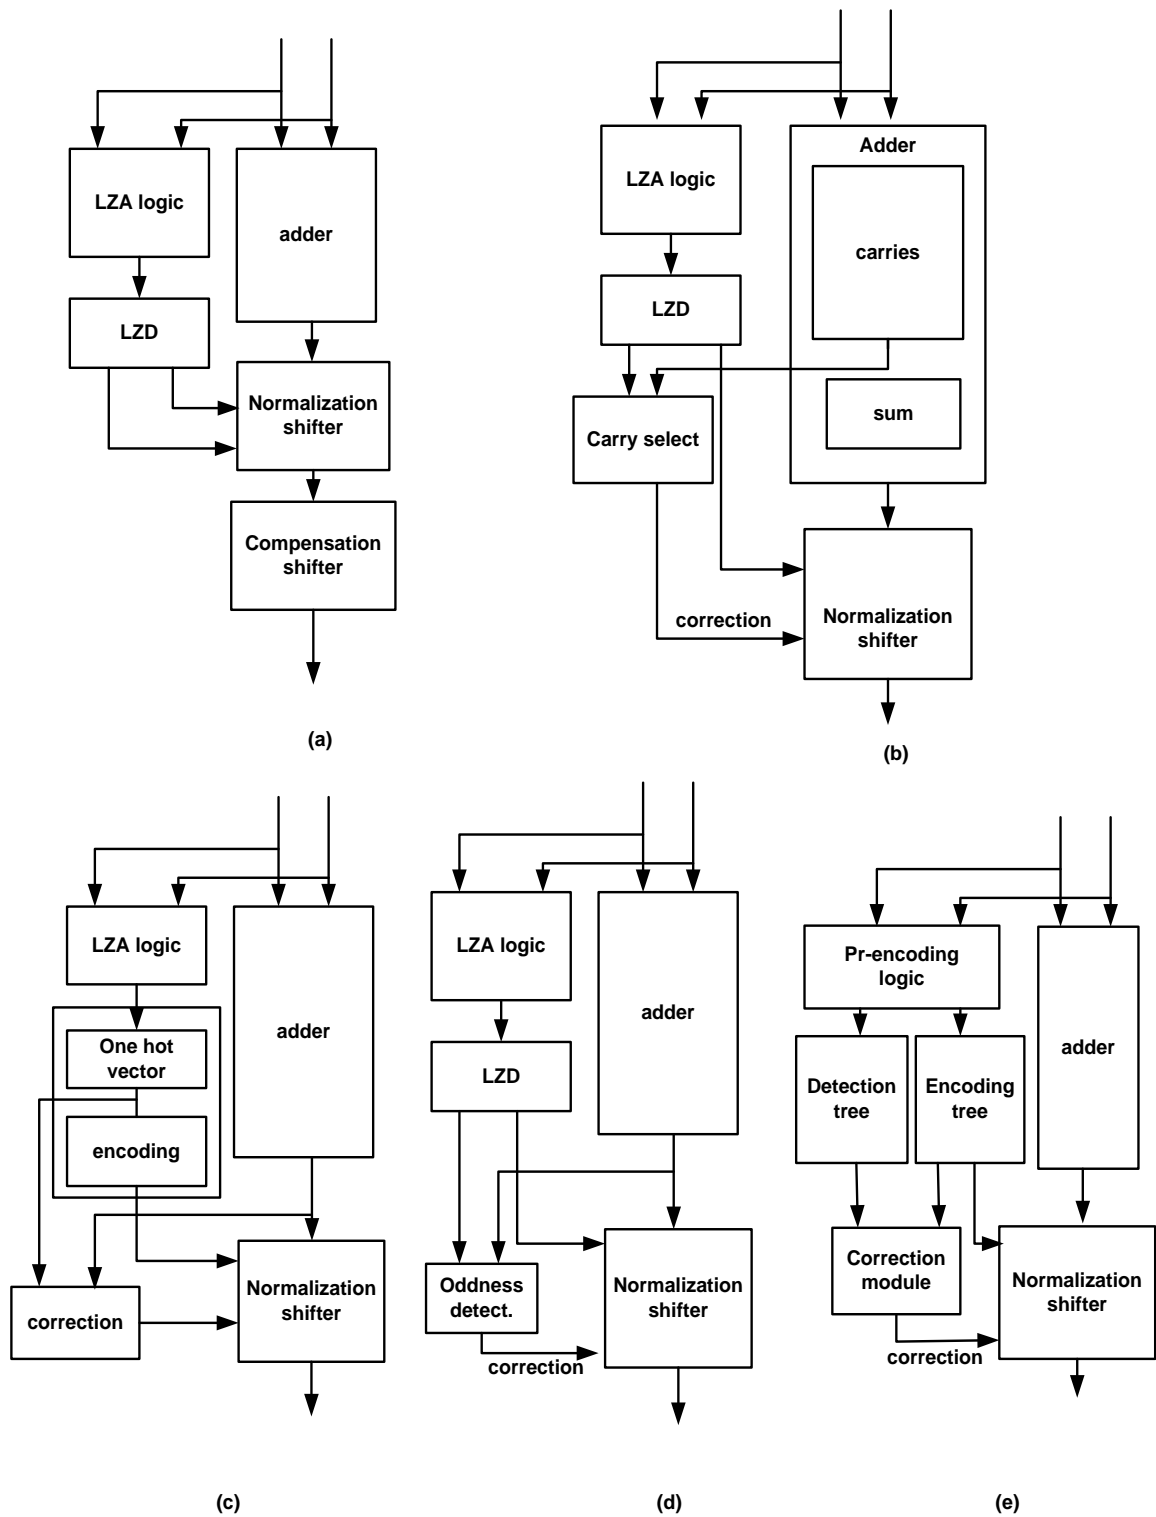 LZA logic
adder
LZD
Normalization
shifter
Compensation
shifter
(a)
Adder
LZA logic
carries
LZD
sum
Carry select
correction
Normalization
shifter
(b)
LZA logic
One hot
vector
adder
encoding
Normalization
shifter
correction
(c)
LZA logic
adder
LZD
Oddness
detect.
Normalization
shifter
correction
(d)
Pr-encoding
logic
adder
Detection
tree
Encoding
tree
Correction
module
Normalization
shifter
correction
(e)